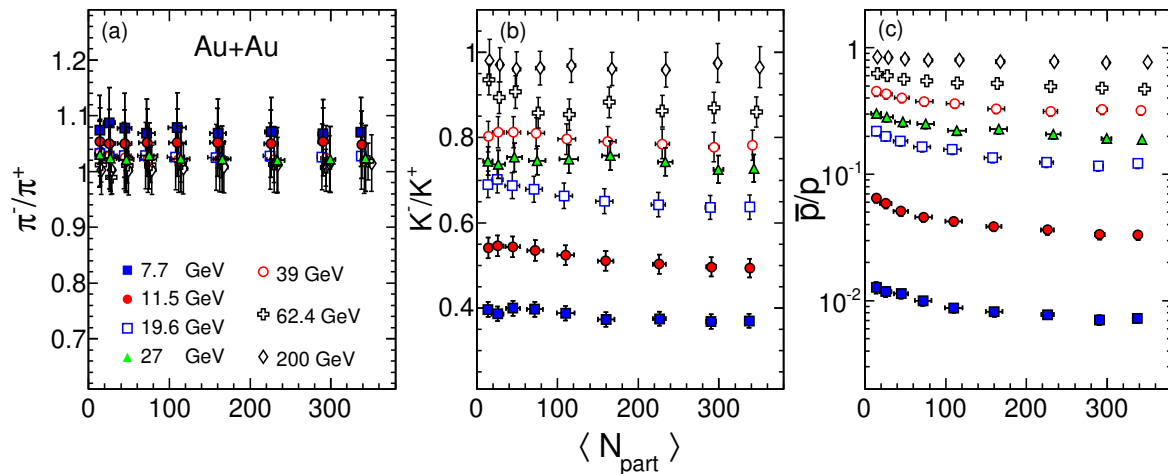 (a)
Au+Au
π⁻/π⁺
1.2
1.1
1
0.9
0.8
0.7
7.7 GeV
11.5 GeV
19.6 GeV
27 GeV
39 GeV
62.4 GeV
200 GeV
0 100 200 300
(b)
K⁻/K⁺
1
0.8
0.6
0.4
0 100 200 300
⟨ N_part ⟩
(c)
p̅/p
1
10⁻¹
10⁻²
0 100 200 300